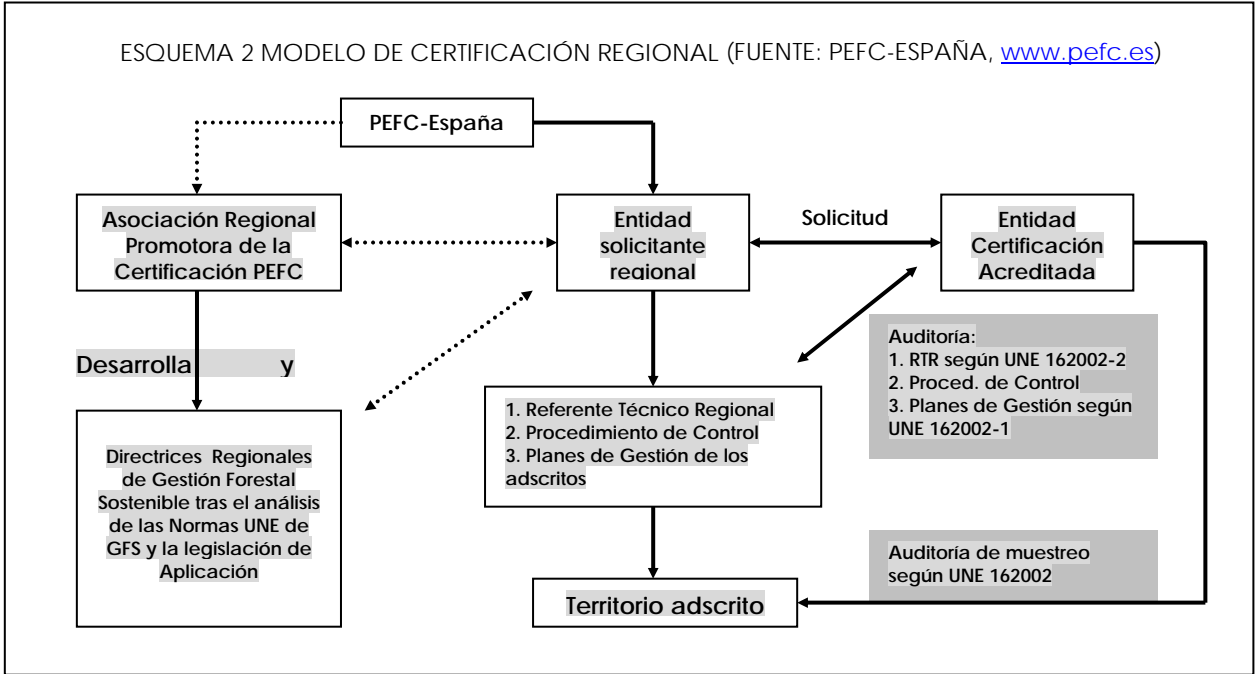 ESQUEMA 2 MODELO DE CERTIFICACIÓN REGIONAL (FUENTE: PEFC-ESPAÑA, www.pefc.es)
PEFC-España
Asociación Regional
Promotora de la
Certificación PEFC
Entidad
solicitante
regional
Solicitud
Entidad
Certificación
Acreditada
Desarrolla y
Auditoría:
1. RTR según UNE 162002-2
2. Proced. de Control
3. Planes de Gestión según
UNE 162002-1
1. Referente Técnico Regional
2. Procedimiento de Control
3. Planes de Gestión de los
adscritos
Directrices Regionales
de Gestión Forestal
Sostenible tras el análisis
de las Normas UNE de
GFS y la legislación de
Aplicación
Auditoría de muestreo
según UNE 162002
Territorio adscrito